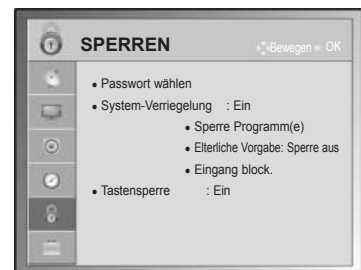 SPERREN
Bewegen OK
• Passwort wählen
• System-Verriegelung : Ein
• Sperre Programm(e)
• Elterliche Vorgabe: Sperre aus
• Eingang block.
• Tastensperre : Ein